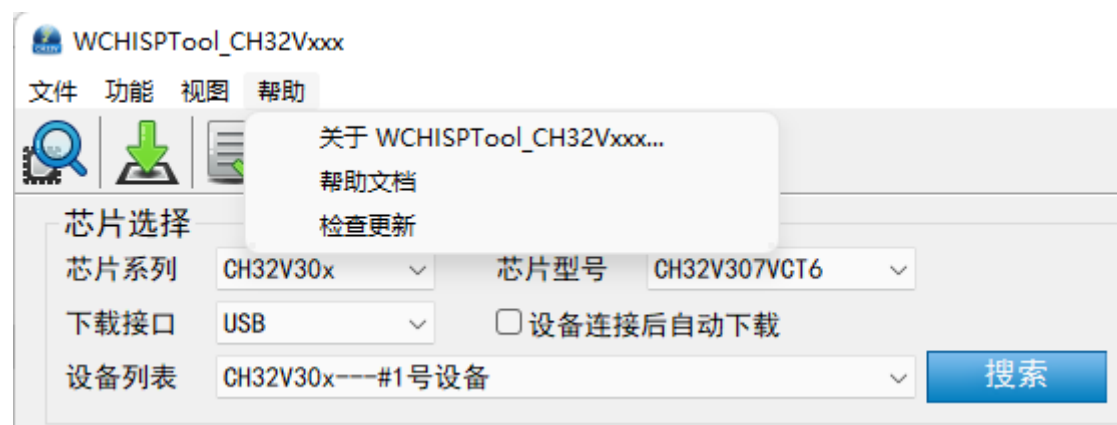 WCHISPTool_CH32Vxxx
文件 功能 视图 帮助
关于 WCHISPTool_CH32Vxxx...
帮助文档
检查更新
芯片选择
芯片系列 CH32V30x 芯片型号 CH32V307VCT6
下载接口 USB 设备连接后自动下载
设备列表 CH32V30x---#1号设备 搜索